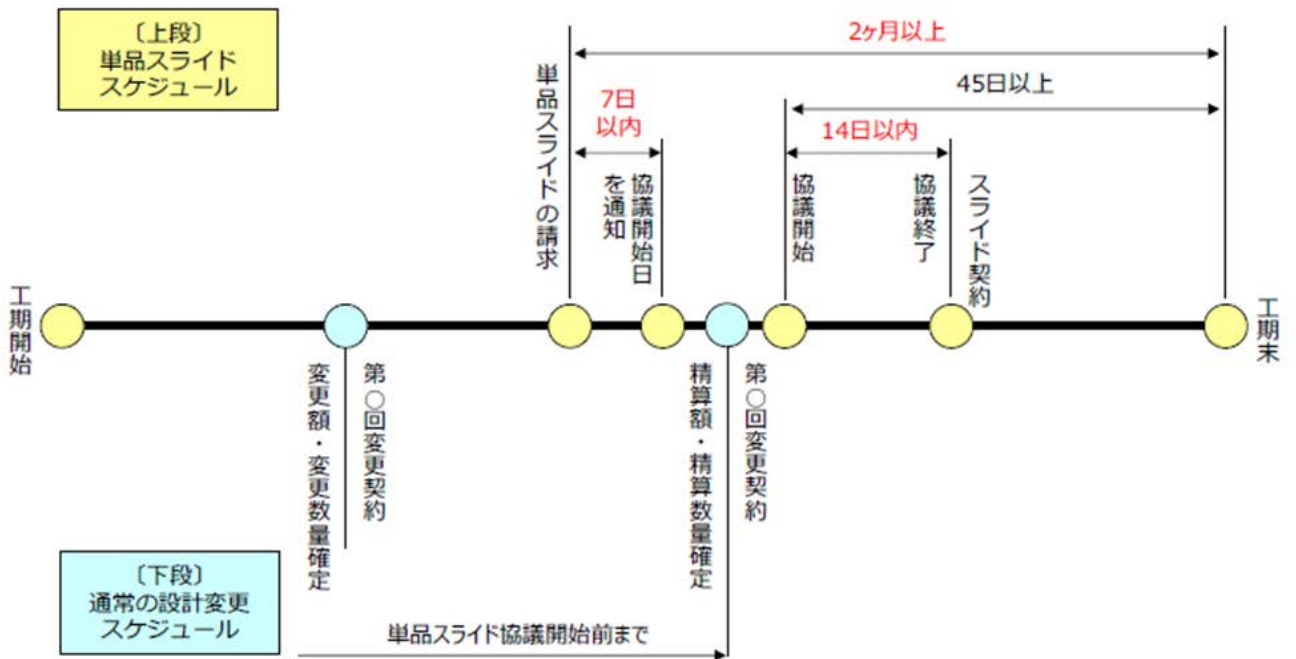 〔上段〕
単品スライド
スケジュール
2ヶ月以上
45日以上
7日
以内
14日以内
単品スライドの請求
協議開始日
を通知
協議開始
協議終了
スライド契約
工期開始
工期末
第○回変更契約
変更額・変更数量確定
第○回変更契約
精算額・精算数量確定
〔下段〕
通常の設計変更
スケジュール
単品スライド協議開始前まで